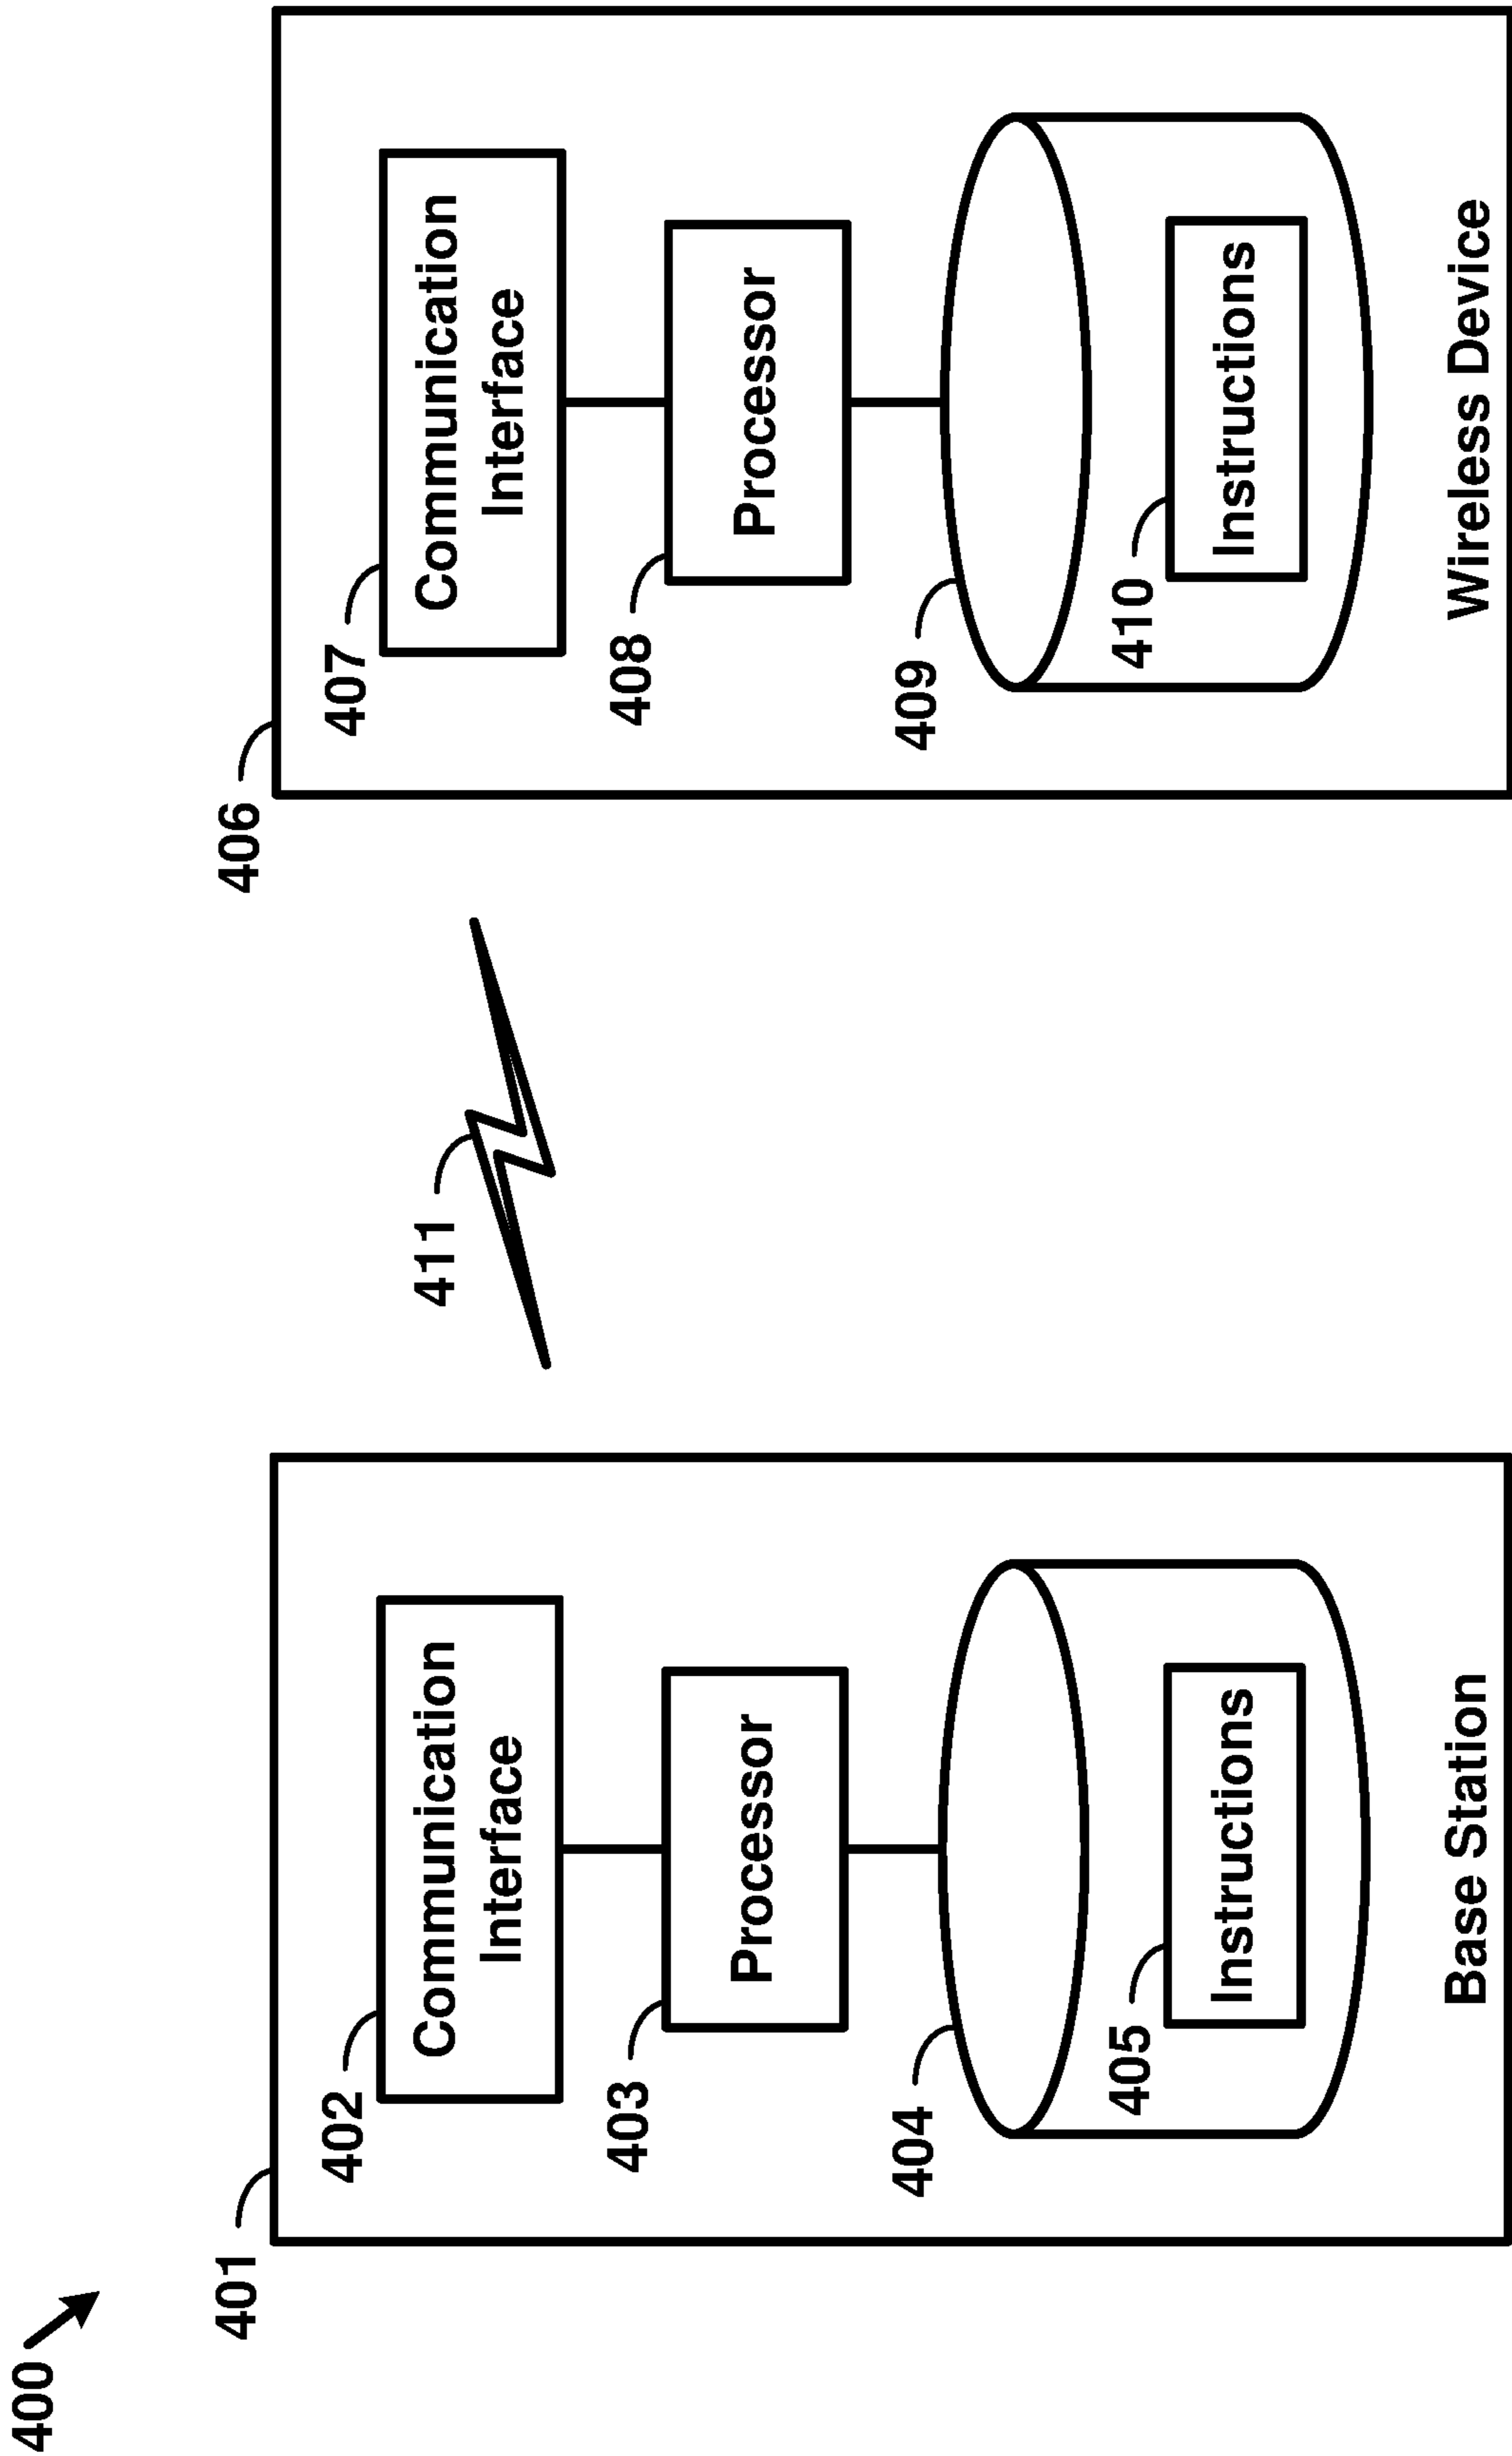 400
401
402
Communication
Interface
403
Processor
404
405
Instructions
Base Station
411
406
407
Communication
Interface
408
Processor
409
410
Instructions
Wireless Device